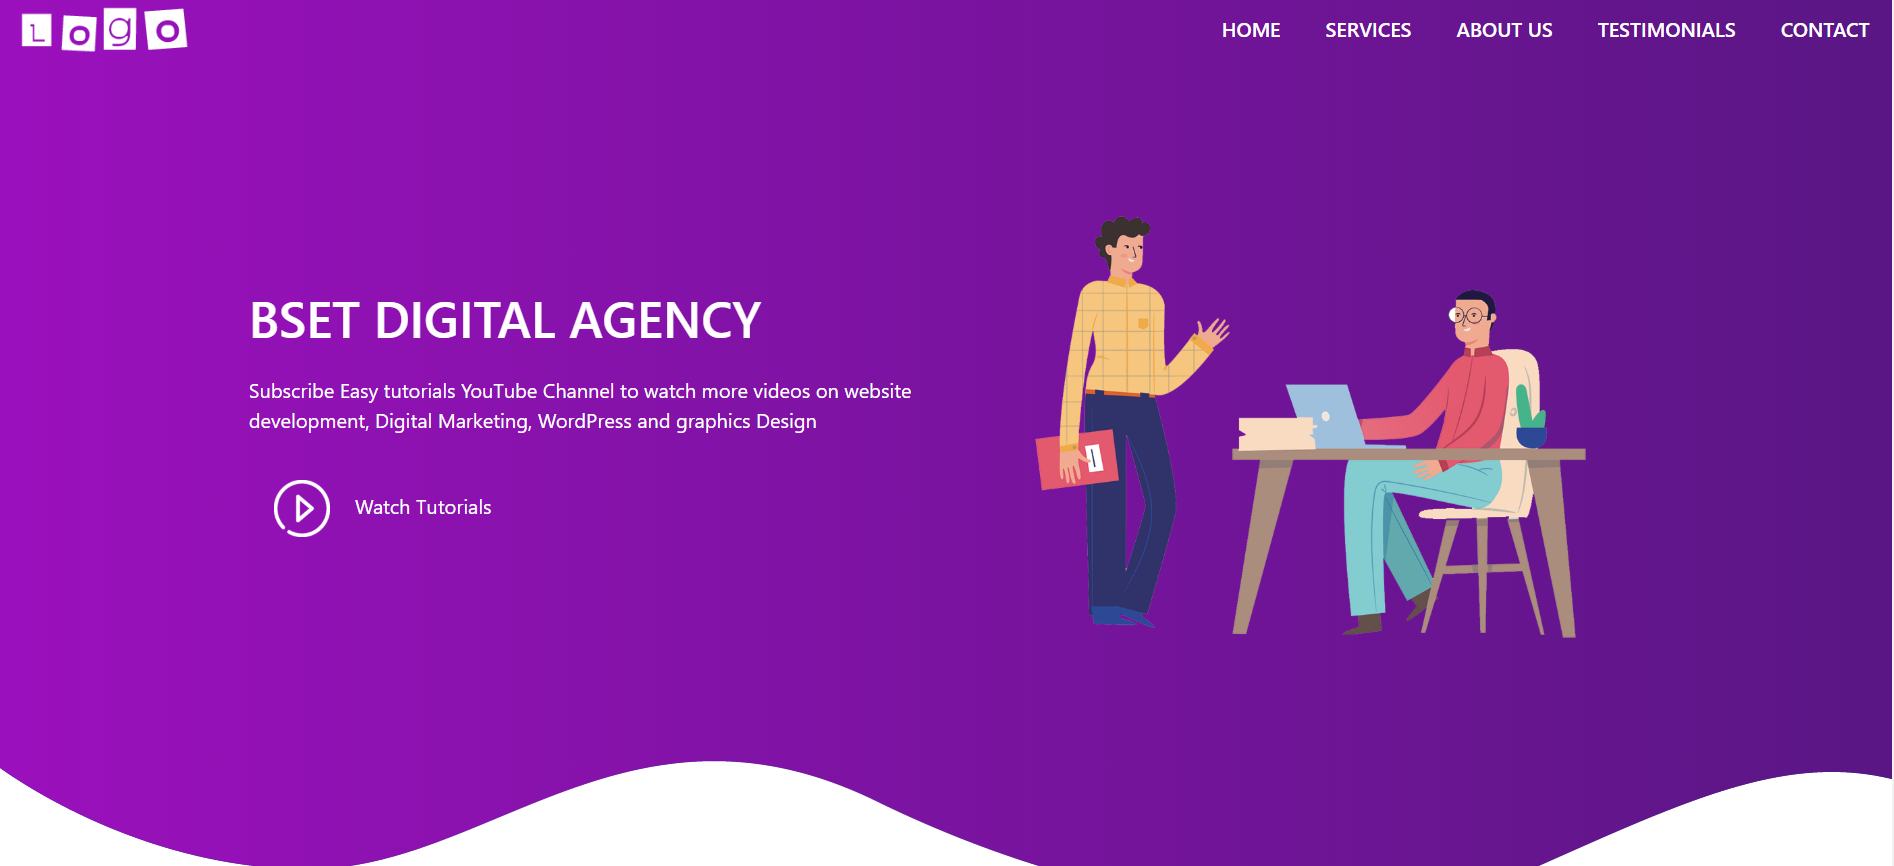 Logo
HOME SERVICES ABOUT US TESTIMONIALS CONTACT
BSET DIGITAL AGENCY
Subscribe Easy tutorials YouTube Channel to watch more videos on website
development, Digital Marketing, WordPress and graphics Design
Watch Tutorials